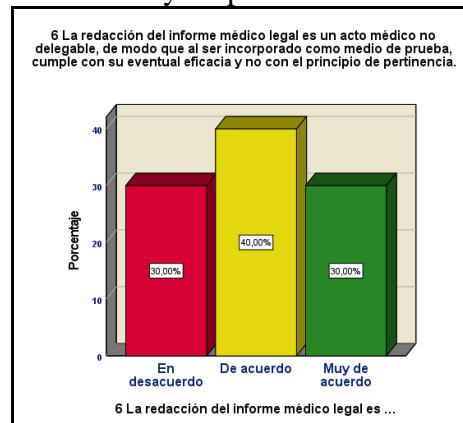 6 La redacción del informe médico legal es un acto médico no
delegable, de modo que al ser incorporado como medio de prueba,
cumple con su eventual eficacia y no con el principio de pertinencia.
Porcentaje
40
30
20
10
0
30,00%
40,00%
30,00%
En
desacuerdo
De acuerdo
Muy de
acuerdo
6 La redacción del informe médico legal es ...